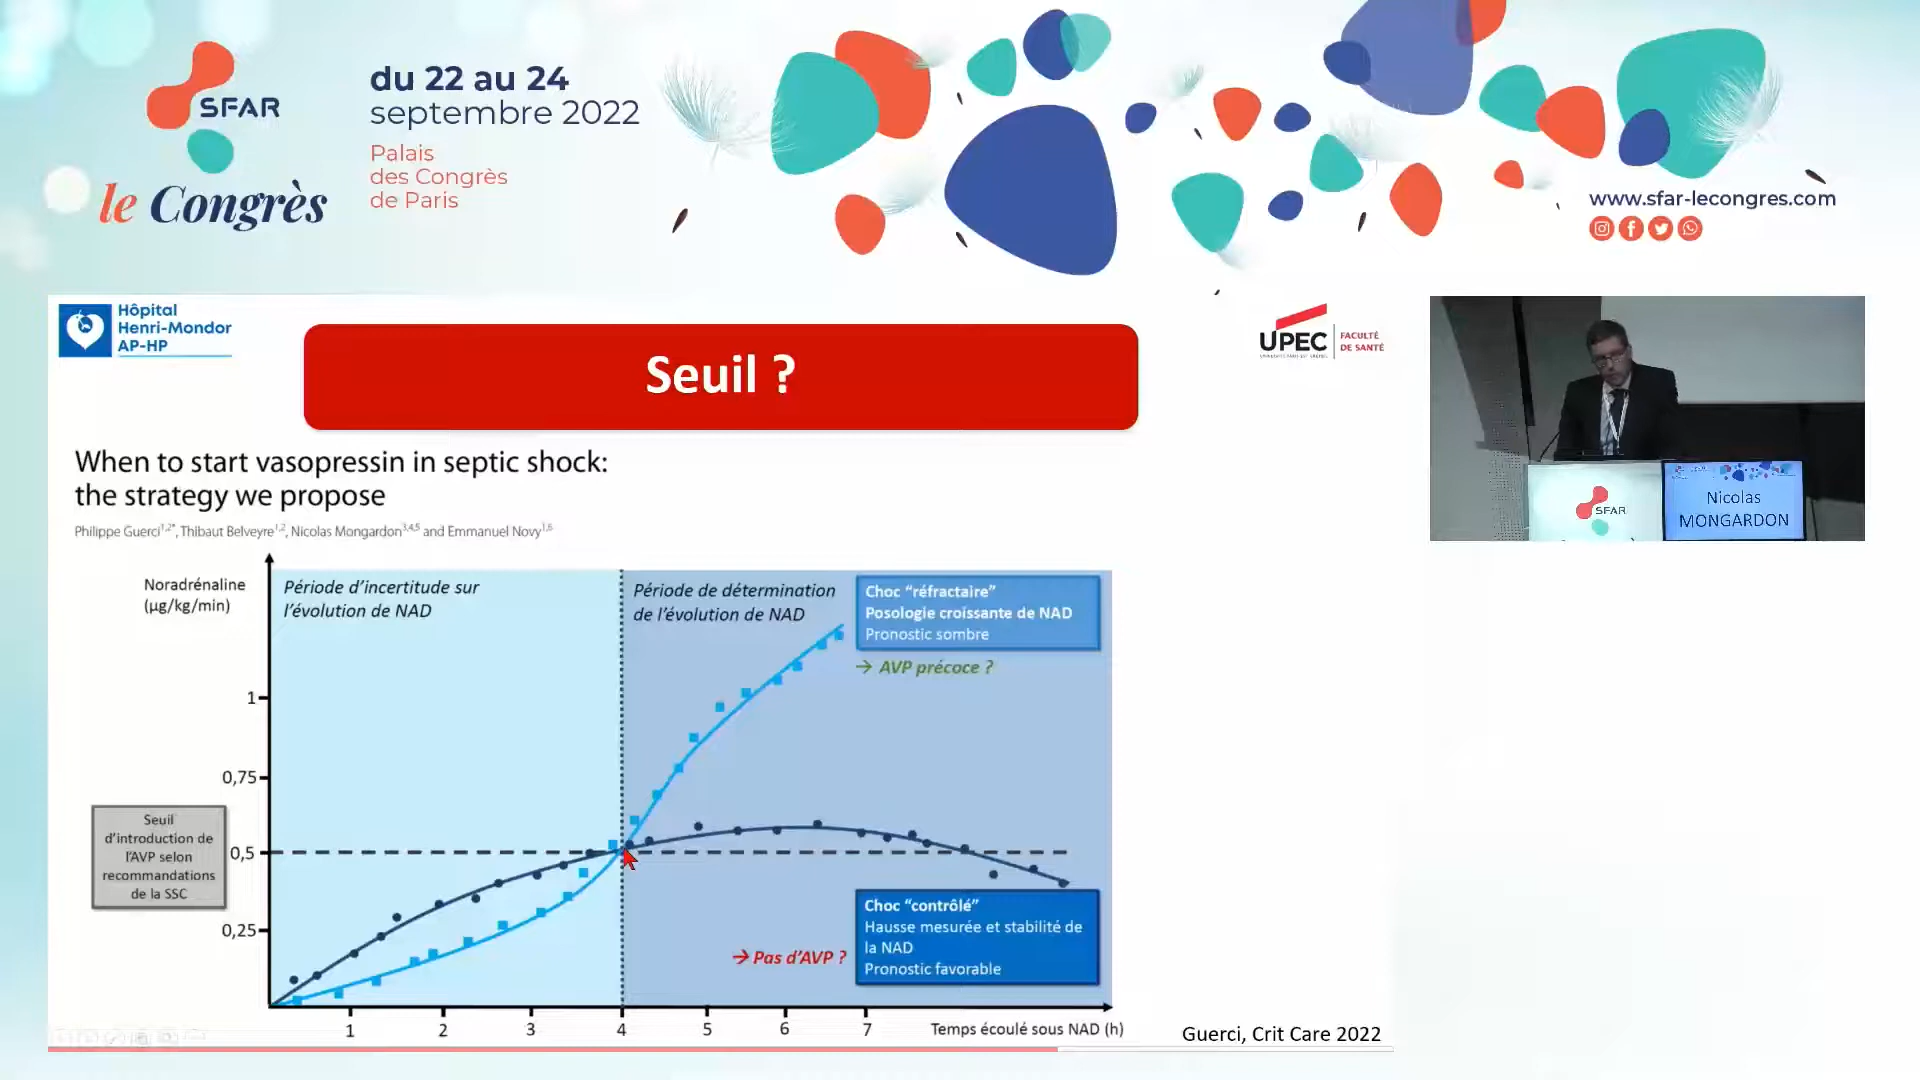 SFAR
le Congrès
du 22 au 24
septembre 2022
Palais
des Congrès
de Paris
www.sfar-lecongres.com
Hôpital
Henri-Mondor
AP-HP
Seuil ?
UPEC
FACULTÉ
DE SANTÉ
SFAR
Nicolas
MONGARDON
When to start vasopressin in septic shock:
the strategy we propose
Philippe Guerci1,2*, Thibaut Belveyre1,2, Nicolas Mongardon3,4,5 and Emmanuel Novy1,6
Noradrénaline
(µg/kg/min)
Période d’incertitude sur
l’évolution de NAD
Période de détermination
de l’évolution de NAD
Choc “réfractaire”
Posologie croissante de NAD
Pronostic sombre
→ AVP précoce ?
1
0,75
0,5
0,25
Seuil
d’introduction de
l’AVP selon
recommandations
de la SSC
Choc “contrôlé”
Hausse mesurée et stabilité de
la NAD
Pronostic favorable
→ Pas d’AVP ?
1 2 3 4 5 6 7 Temps écoulé sous NAD (h)
Guerci, Crit Care 2022